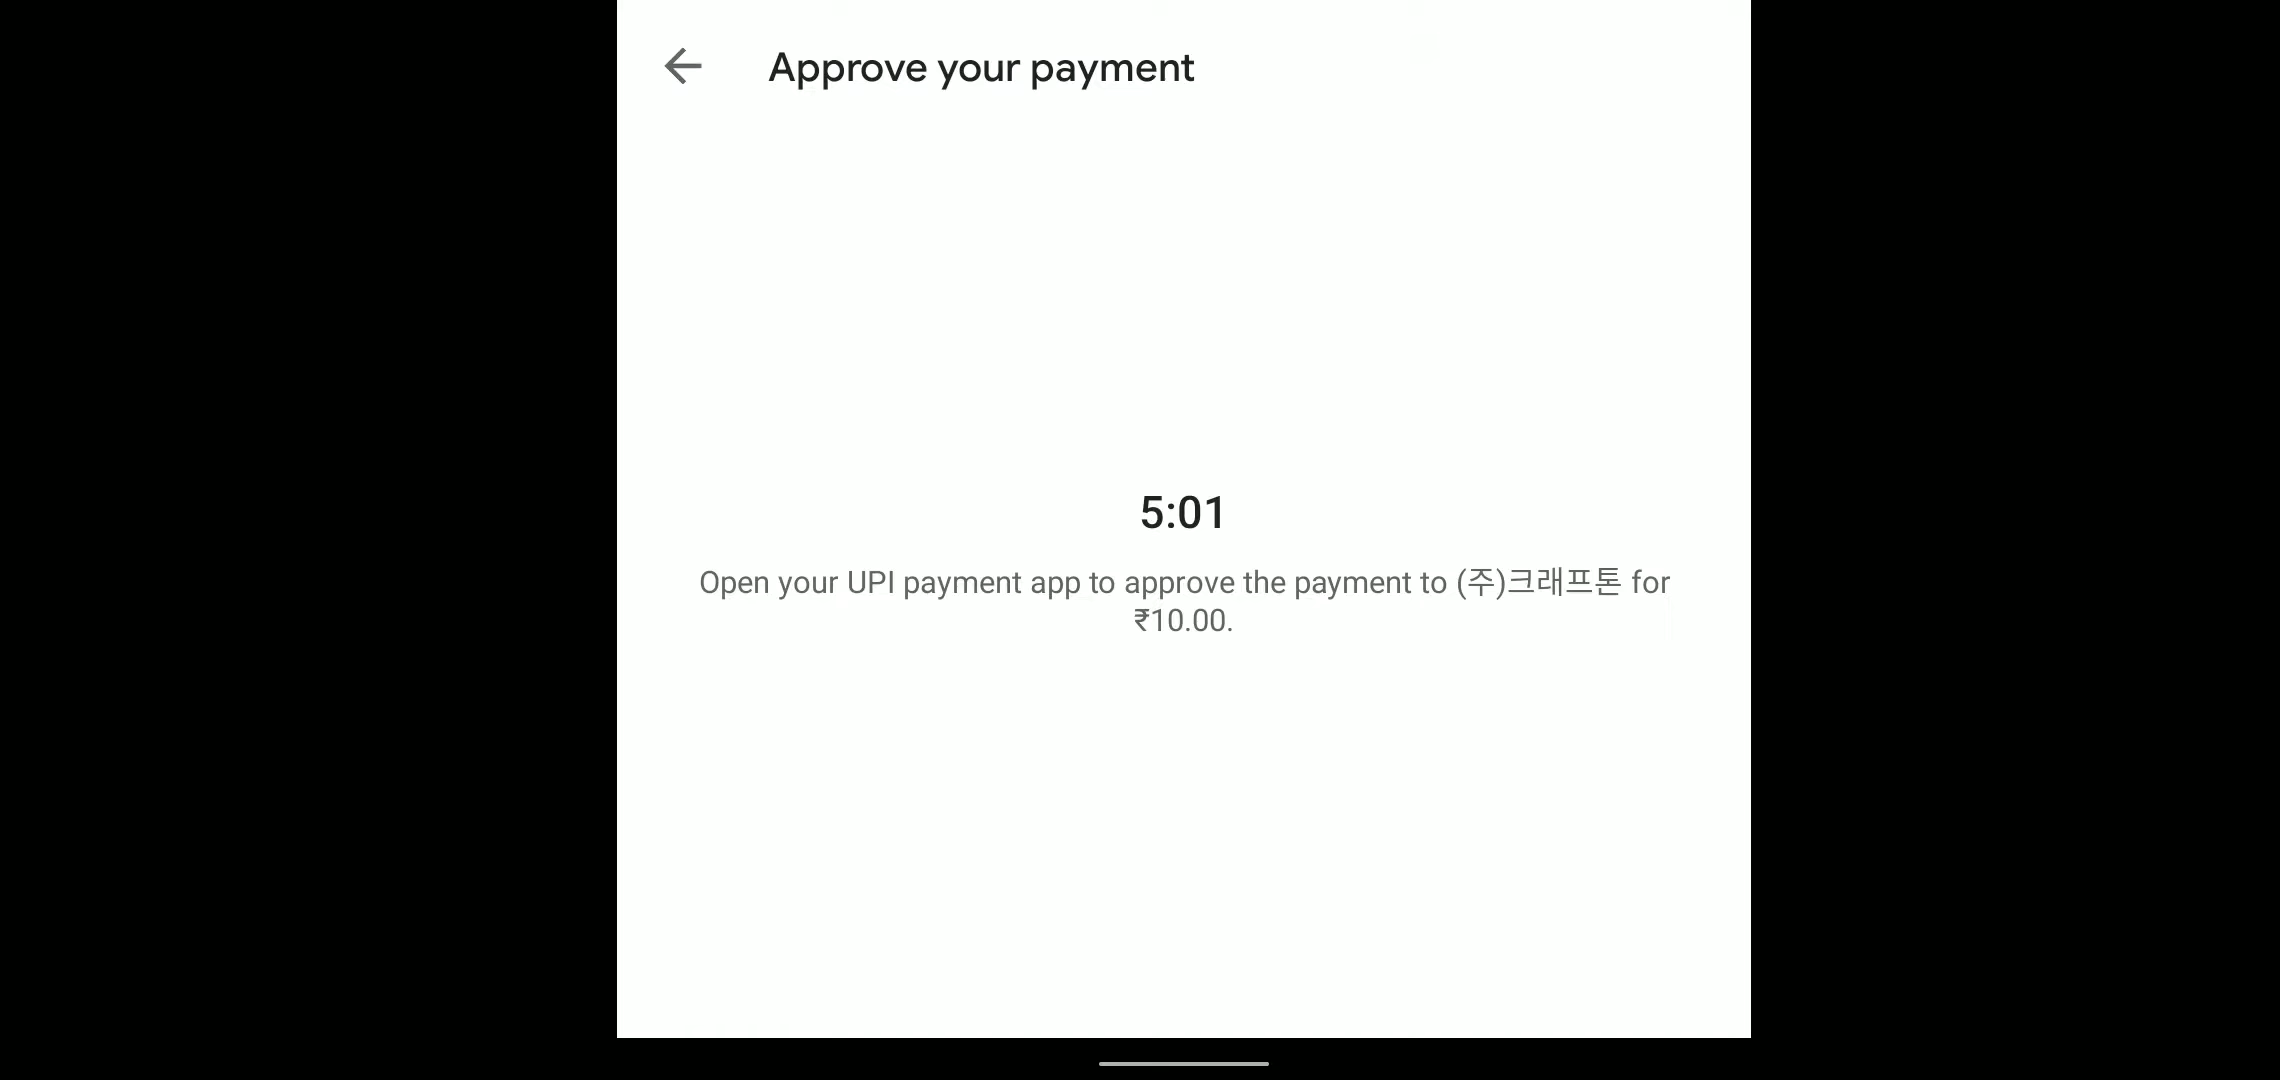 Approve your payment
5:01
Open your UPI payment app to approve the payment to (주)크래프톤 for
₹10.00.